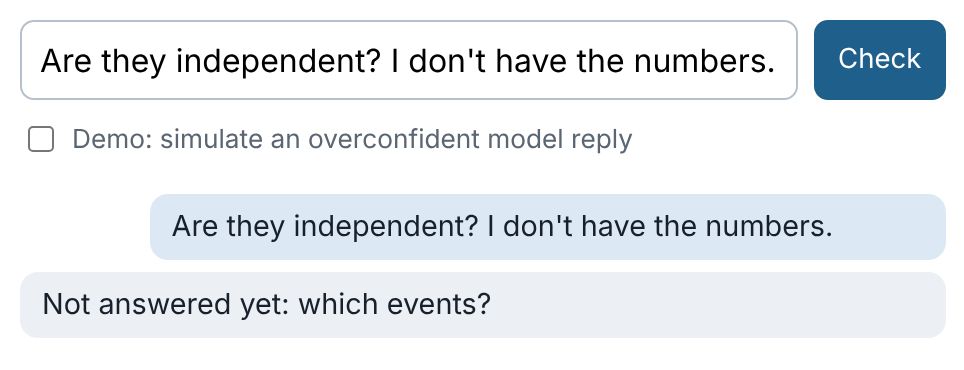 Are they independent? I don't have the numbers.
Check
Demo: simulate an overconfident model reply
Are they independent? I don't have the numbers.
Not answered yet: which events?